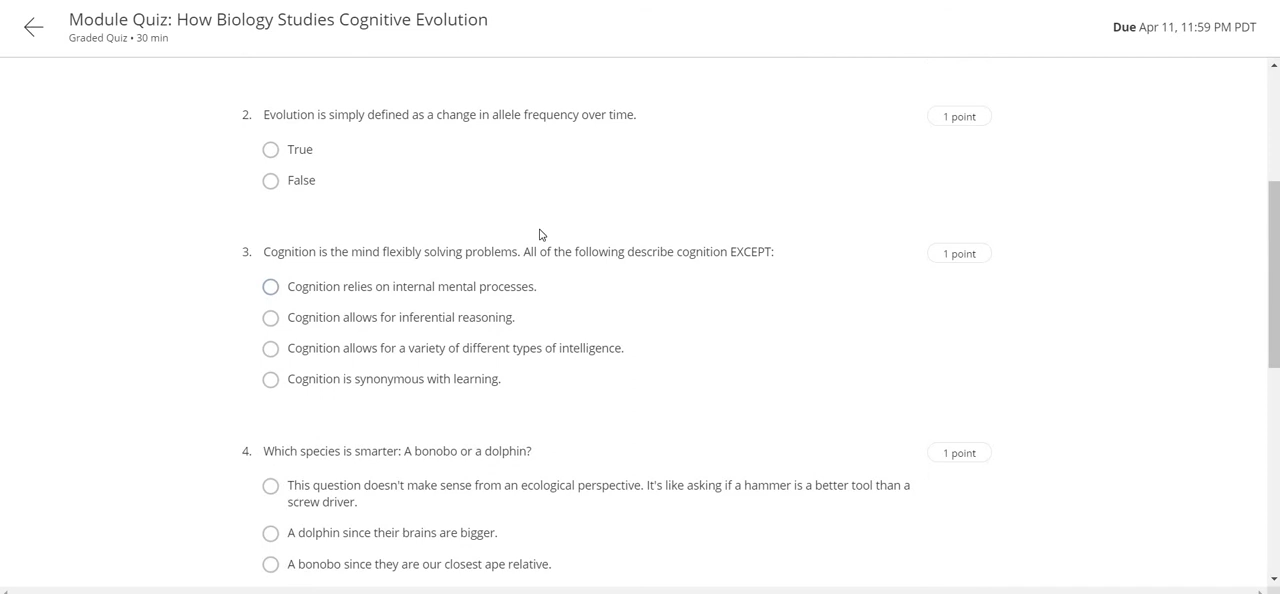 Module Quiz: How Biology Studies Cognitive Evolution
Graded Quiz • 30 min
Due Apr 11, 11:59 PM PDT
2. Evolution is simply defined as a change in allele frequency over time.
1 point
True
False
3. Cognition is the mind flexibly solving problems. All of the following describe cognition EXCEPT:
1 point
Cognition relies on internal mental processes.
Cognition allows for inferential reasoning.
Cognition allows for a variety of different types of intelligence.
Cognition is synonymous with learning.
4. Which species is smarter: A bonobo or a dolphin?
1 point
This question doesn't make sense from an ecological perspective. It's like asking if a hammer is a better tool than a
screw driver.
A dolphin since their brains are bigger.
A bonobo since they are our closest ape relative.